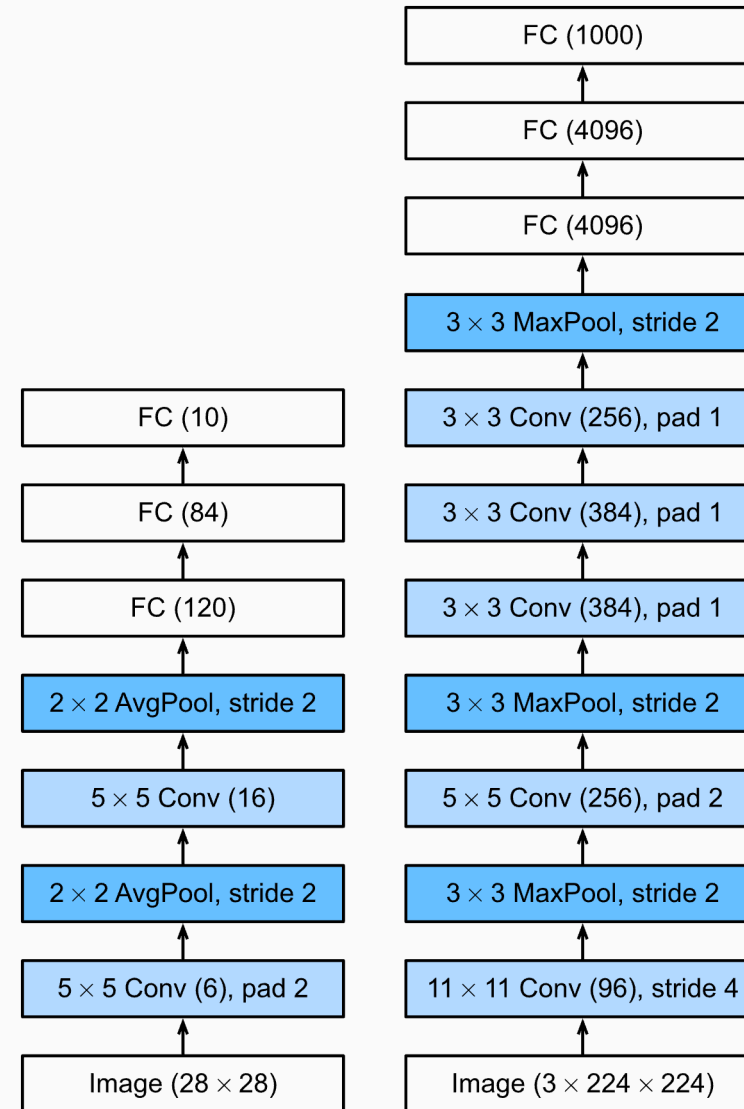 FC (1000)
FC (4096)
FC (4096)
3 × 3 MaxPool, stride 2
3 × 3 Conv (256), pad 1
3 × 3 Conv (384), pad 1
3 × 3 Conv (384), pad 1
3 × 3 MaxPool, stride 2
5 × 5 Conv (256), pad 2
3 × 3 MaxPool, stride 2
11 × 11 Conv (96), stride 4
Image (3 × 224 × 224)
FC (10)
FC (84)
FC (120)
2 × 2 AvgPool, stride 2
5 × 5 Conv (16)
2 × 2 AvgPool, stride 2
5 × 5 Conv (6), pad 2
Image (28 × 28)